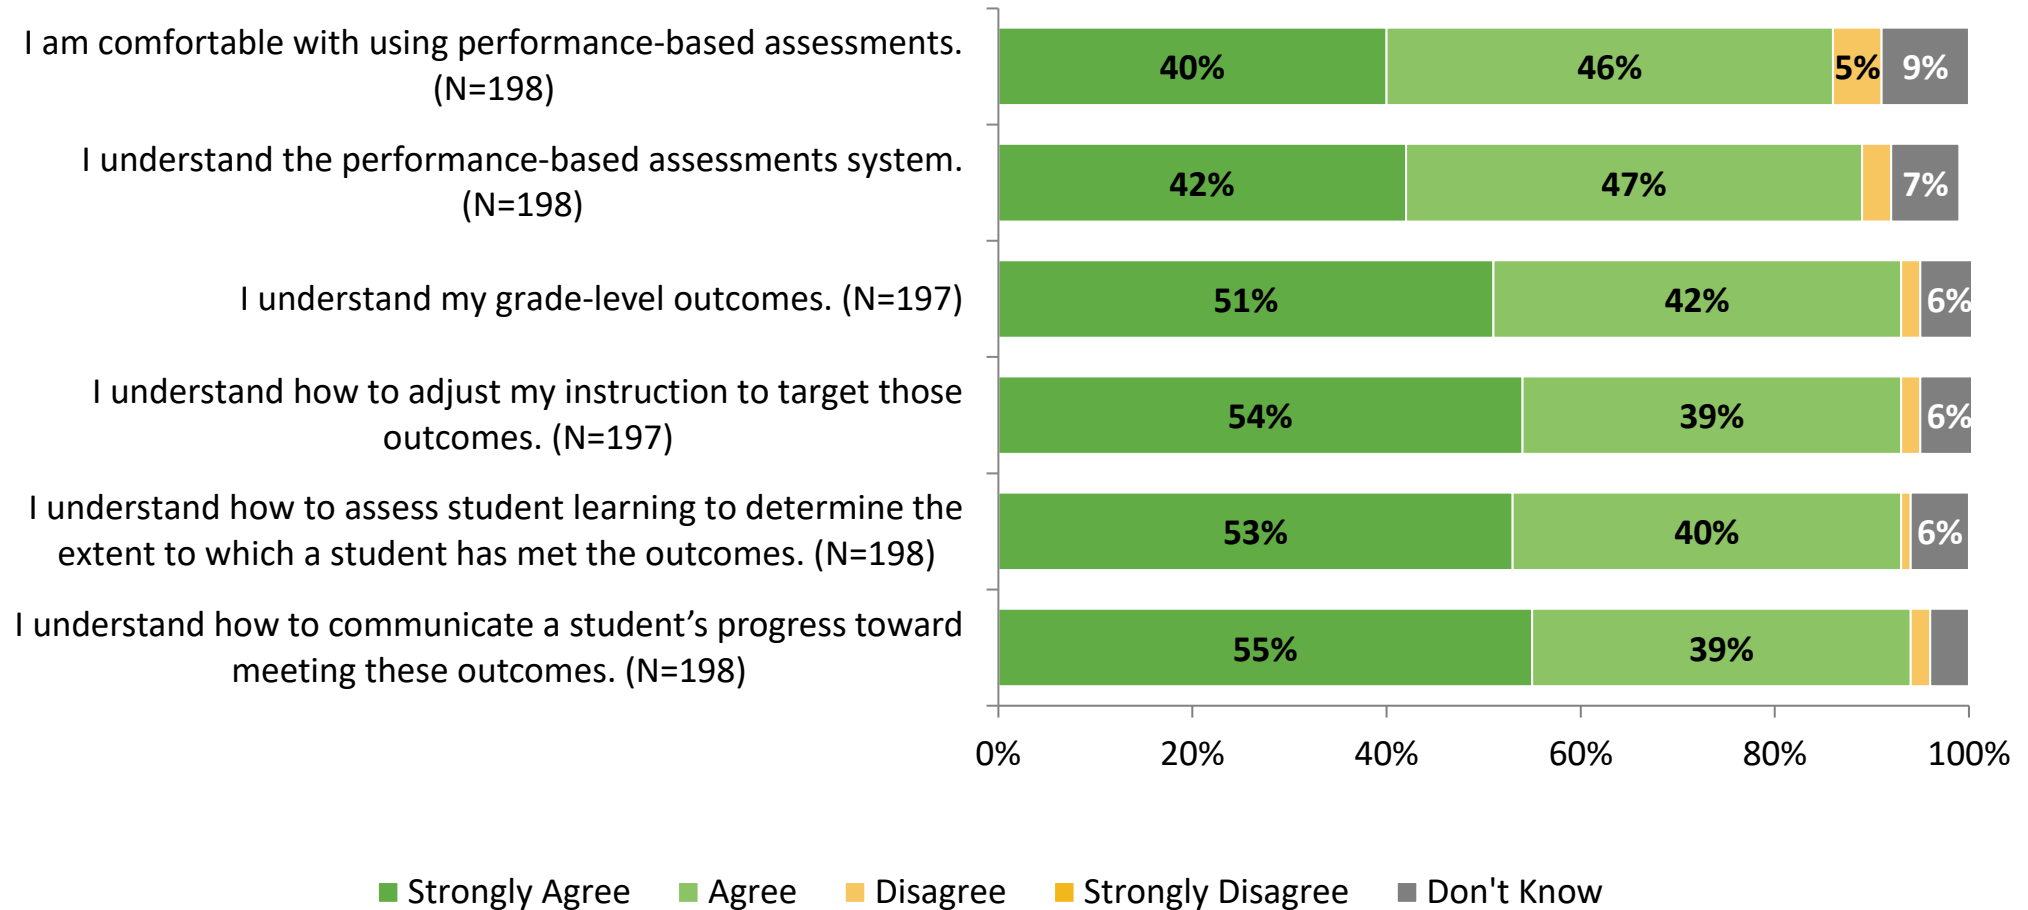 I am comfortable with using performance-based assessments.
(N=198)
40%
46%
5%
9%
I understand the performance-based assessments system.
(N=198)
42%
47%
7%
I understand my grade-level outcomes. (N=197)
51%
42%
6%
I understand how to adjust my instruction to target those
outcomes. (N=197)
54%
39%
6%
I understand how to assess student learning to determine the
extent to which a student has met the outcomes. (N=198)
53%
40%
6%
I understand how to communicate a student’s progress toward
meeting these outcomes. (N=198)
55%
39%
0%
20%
40%
60%
80%
100%
Strongly Agree
Agree
Disagree
Strongly Disagree
Don't Know